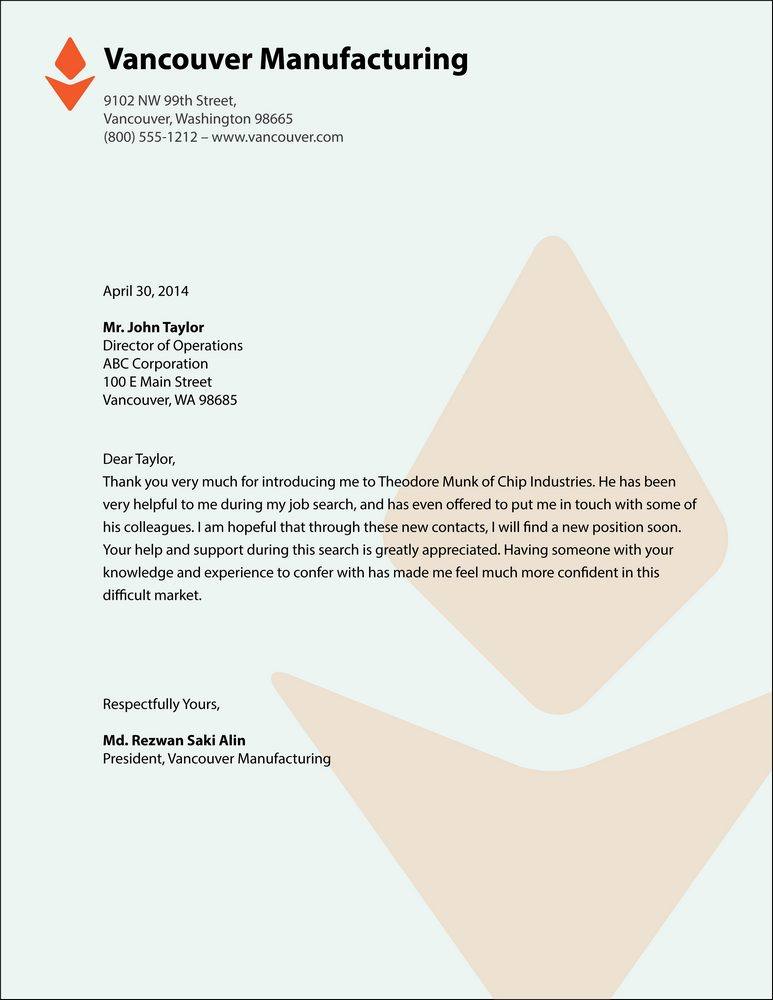 Vancouver Manufacturing
9102 NW 99th Street,
Vancouver, Washington 98665
(800) 555-1212 – www.vancouver.com
April 30, 2014
Mr. John Taylor
Director of Operations
ABC Corporation
100 E Main Street
Vancouver, WA 98685
Dear Taylor,
Thank you very much for introducing me to Theodore Munk of Chip Industries. He has been
very helpful to me during my job search, and has even offered to put me in touch with some of
his colleagues. I am hopeful that through these new contacts, I will find a new position soon.
Your help and support during this search is greatly appreciated. Having someone with your
knowledge and experience to confer with has made me feel much more confident in this
difficult market.
Respectfully Yours,
Md. Rezwan Saki Alin
President, Vancouver Manufacturing